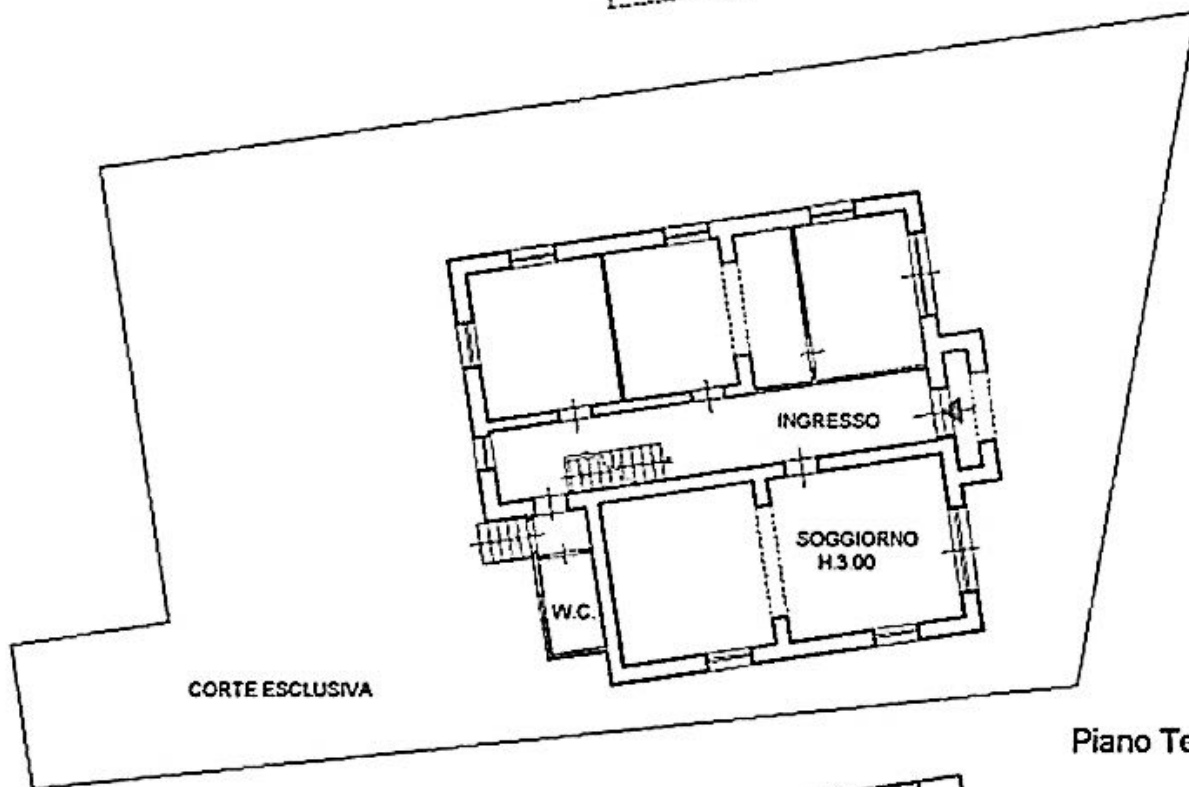 INGRESSO
SOGGIORNO
H.3.00
W.C.
CORTE ESCLUSIVA
Piano Te